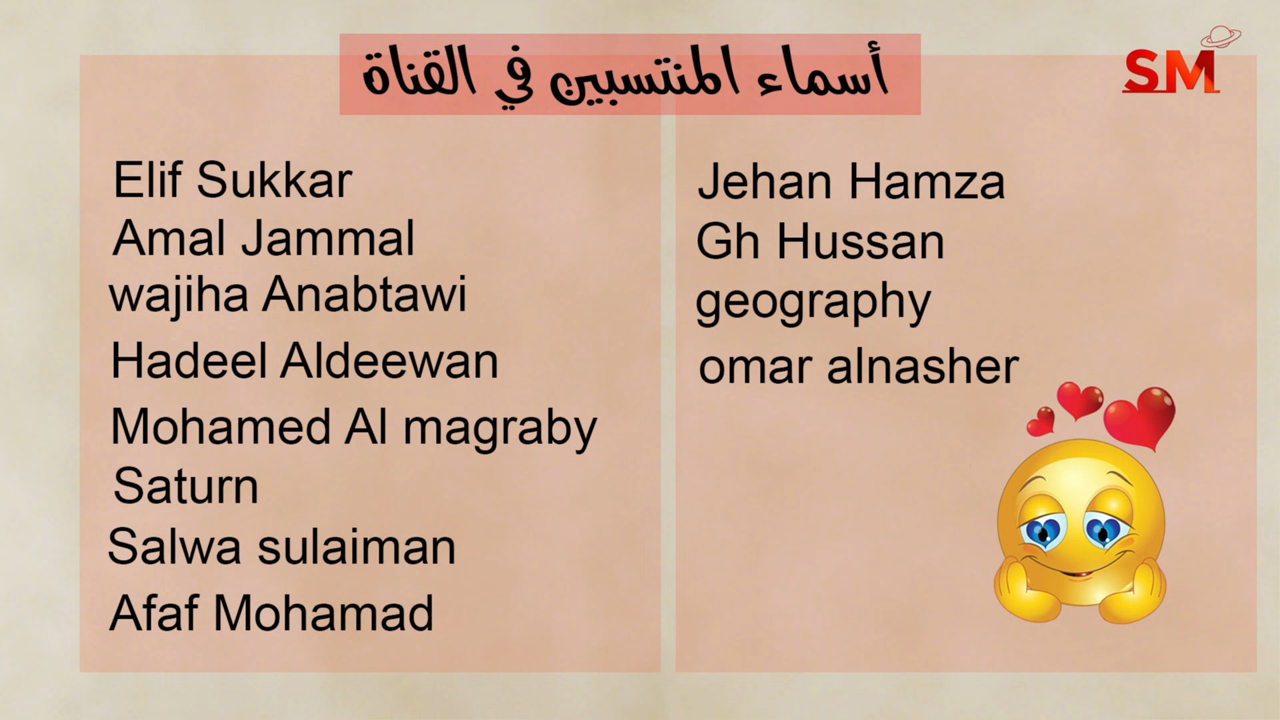 أسماء المنتسبين في القناة
SM
Elif Sukkar
Amal Jammal
wajiha Anabtawi
Hadeel Aldeewan
Mohamed Al magraby
Saturn
Salwa sulaiman
Afaf Mohamad
Jehan Hamza
Gh Hussan
geography
omar alnasher